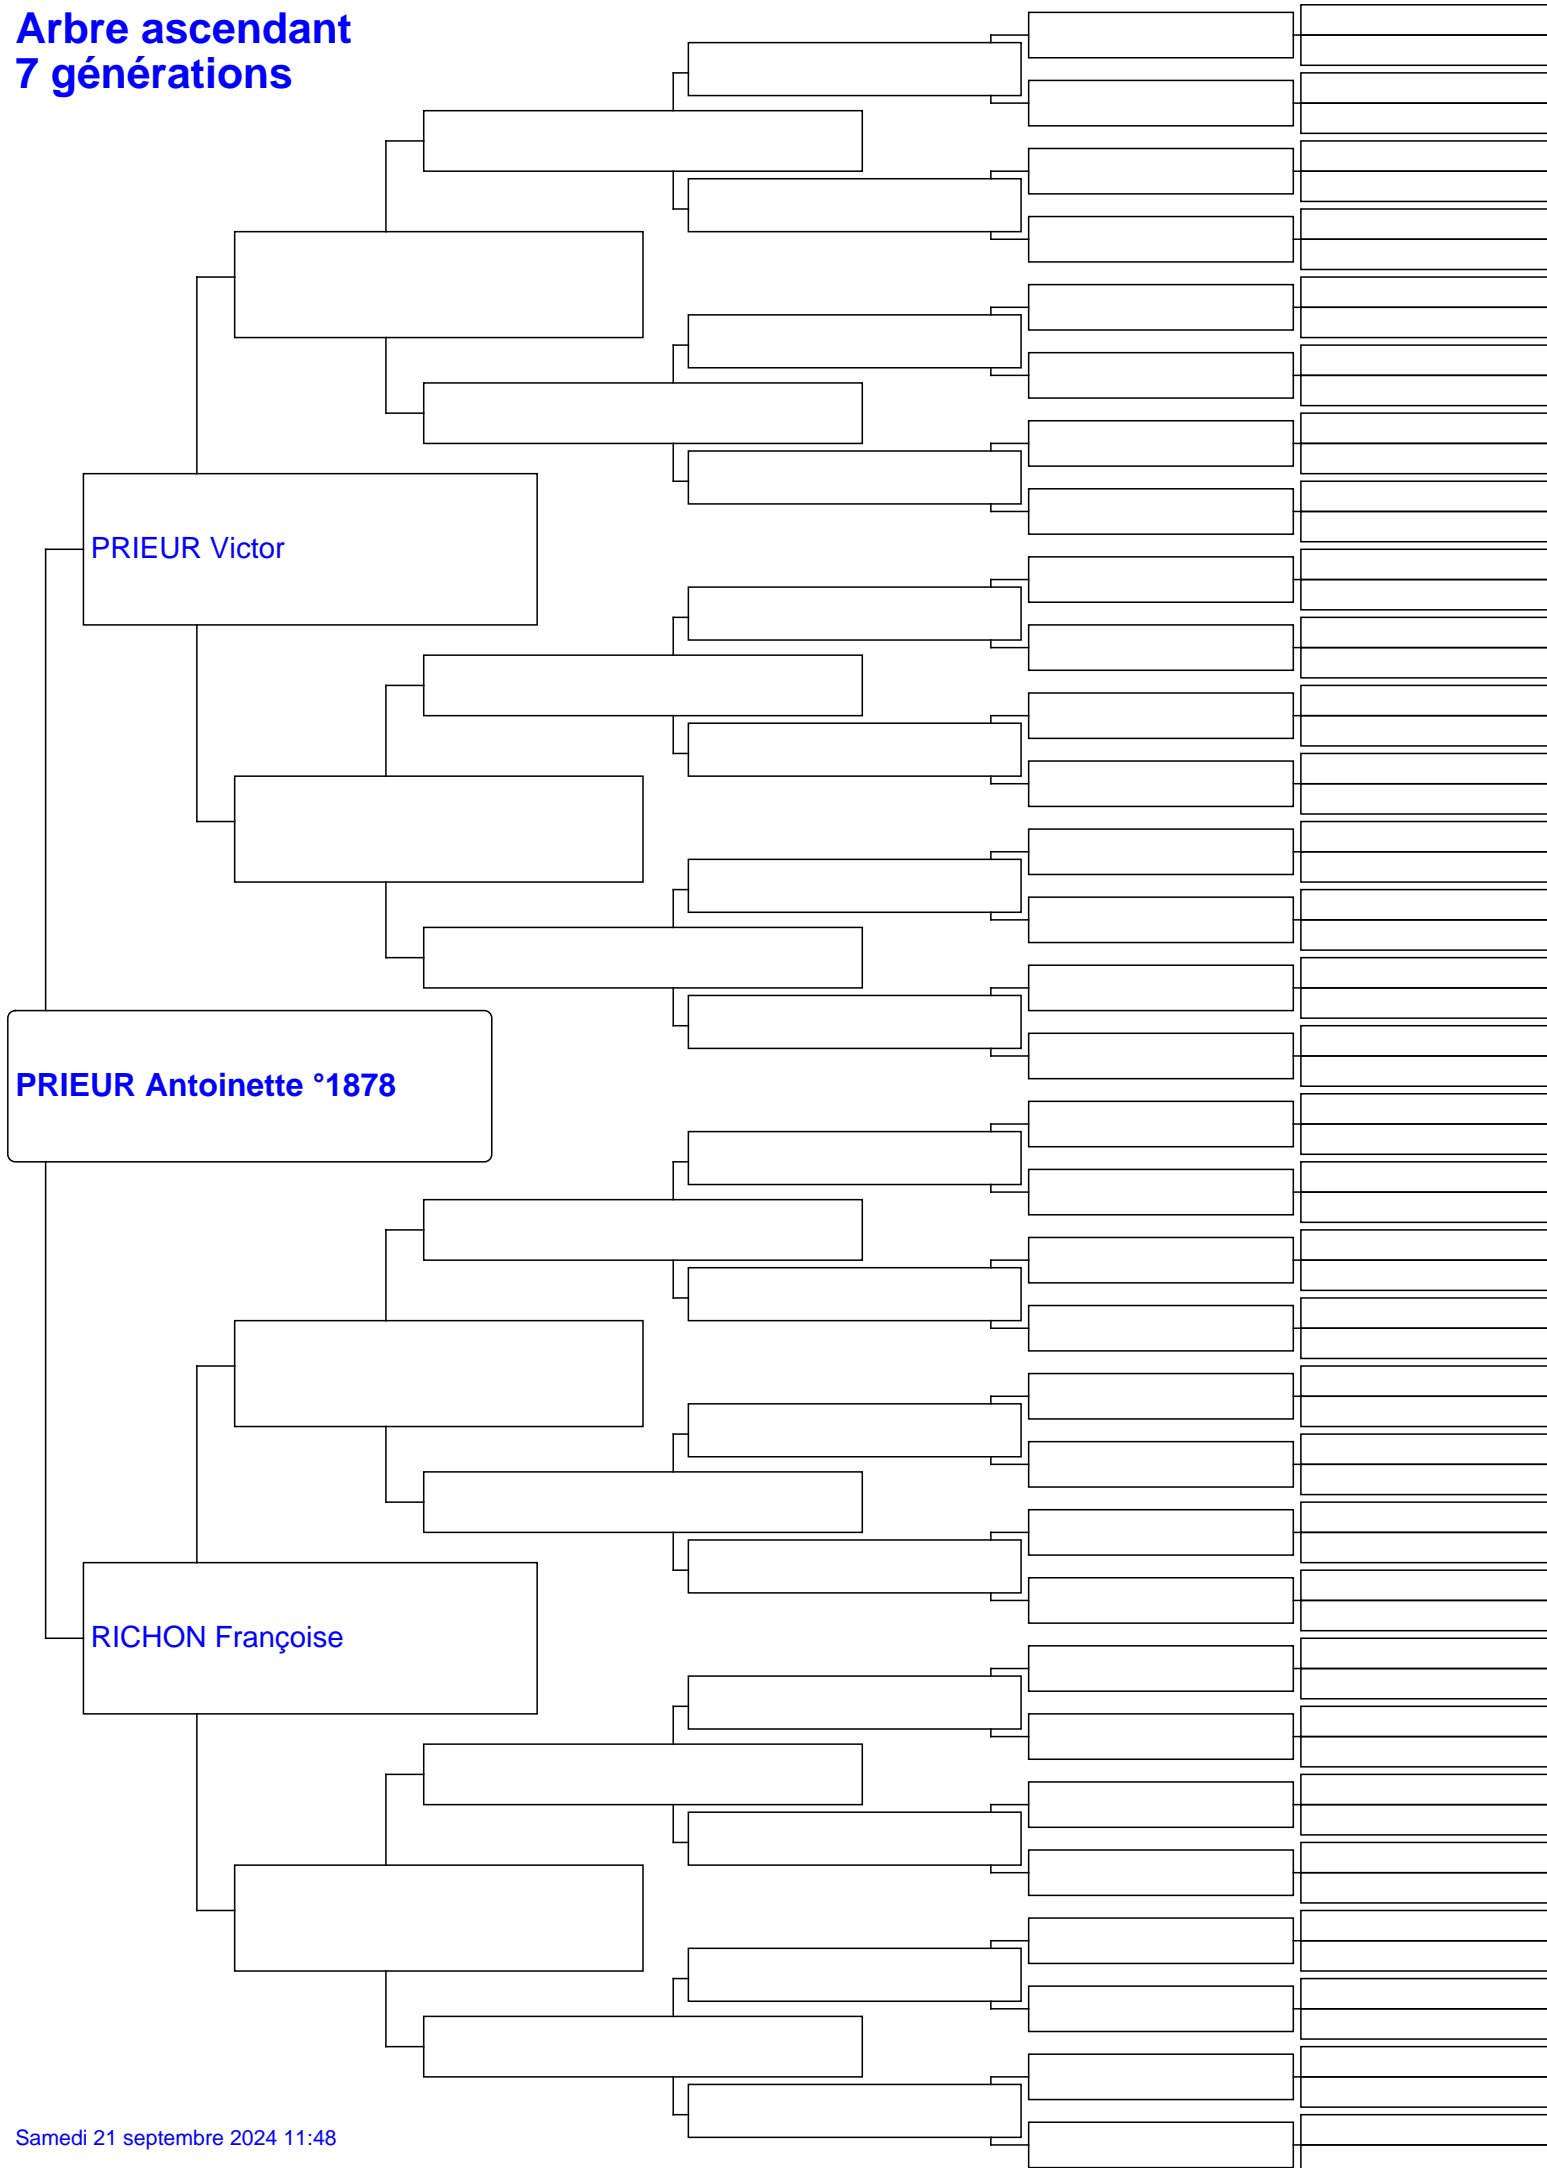 Arbre ascendant
7 générations
PRIEUR Victor
PRIEUR Antoinette °1878
RICHON Françoise
Samedi 21 septembre 2024 11:48